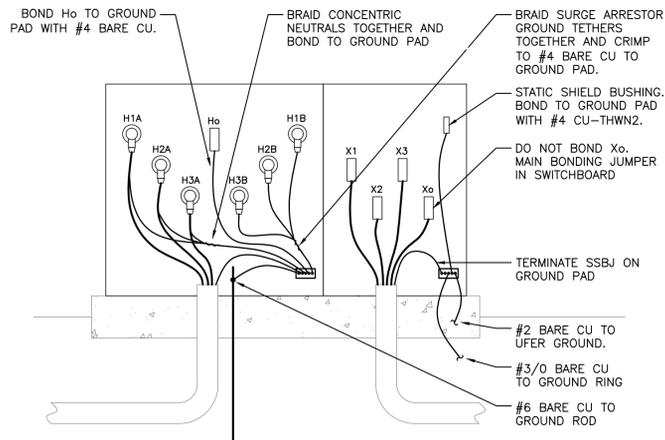 BOND Ho TO GROUND
PAD WITH #4 BARE CU.
BRAID CONCENTRIC
NEUTRALS TOGETHER AND
BOND TO GROUND PAD
BRAID SURGE ARRESTOR
GROUND TETHERS
TOGETHER AND CRIMP
TO #4 BARE CU TO
GROUND PAD.
STATIC SHIELD BUSHING.
BOND TO GROUND PAD
WITH #4 CU-THWN2.
DO NOT BOND Xo.
MAIN BONDING JUMPER
IN SWITCHBOARD
H1A
Ho
H1B
H2A
H2B
H3A
H3B
X1
X3
X2
Xo
TERMINATE SSBJ ON
GROUND PAD
#2 BARE CU TO
UFER GROUND.
#3/0 BARE CU
TO GROUND RING
#6 BARE CU TO
GROUND ROD